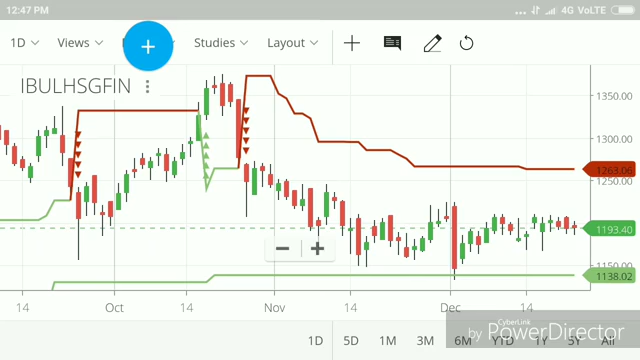 12:47 PM
4G VoLTE
1D Views Studies Layout
IBULHSGFIN
1350.00
1300.00
1263.06
1250.00
1193.40
1150.00
1138.02
14 Oct 14 Nov 14 Dec 14
1D 5D 1M 3M 6M YTD 1Y 5Y All
by CyberLink PowerDirector